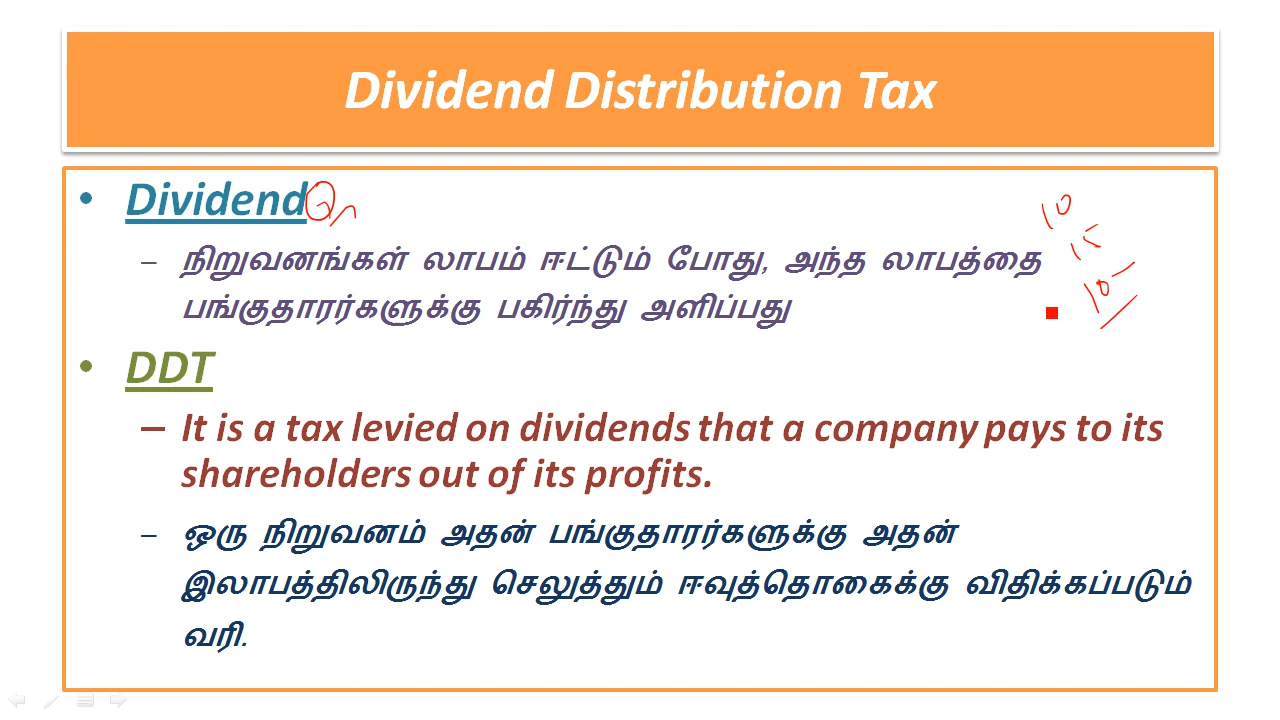 Dividend Distribution Tax
• Dividend
10
– நிறுவனங்கள் லாபம் ஈட்டும் போது, அந்த லாபத்தை
பங்குதாரர்களுக்கு பகிர்ந்து அளிப்பது
• DDT
– It is a tax levied on dividends that a company pays to its
shareholders out of its profits.
– ஒரு நிறுவனம் அதன் பங்குதாரர்களுக்கு அதன்
இலாபத்திலிருந்து செலுத்தும் ஈவுத்தொகைக்கு விதிக்கப்படும்
வரி.